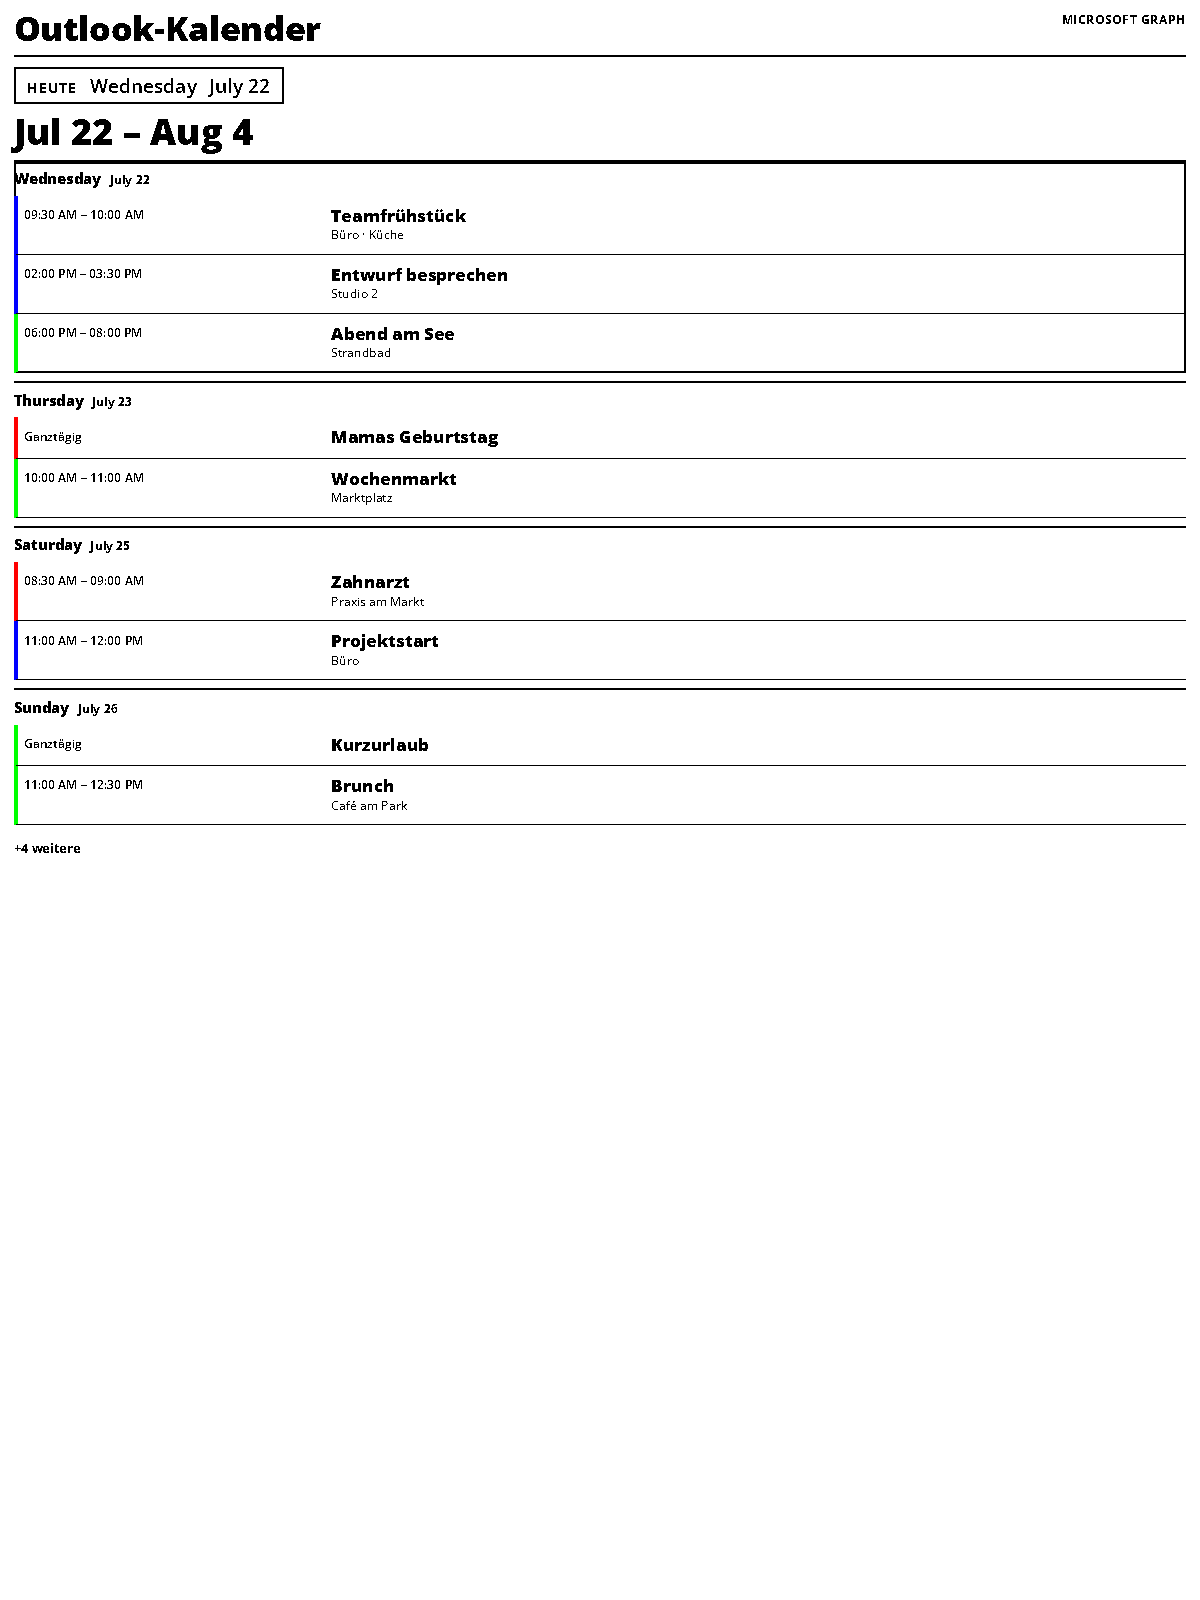 Outlook-Kalender
MICROSOFT GRAPH
HEUTE Wednesday July 22
Jul 22 – Aug 4
Wednesday July 22
09:30 AM – 10:00 AM Teamfrühstück
Büro · Küche
02:00 PM – 03:30 PM Entwurf besprechen
Studio 2
06:00 PM – 08:00 PM Abend am See
Strandbad
Thursday July 23
Ganztägig Mamas Geburtstag
10:00 AM – 11:00 AM Wochenmarkt
Marktplatz
Saturday July 25
08:30 AM – 09:00 AM Zahnarzt
Praxis am Markt
11:00 AM – 12:00 PM Projektstart
Büro
Sunday July 26
Ganztägig Kurzurlaub
11:00 AM – 12:30 PM Brunch
Café am Park
+4 weitere